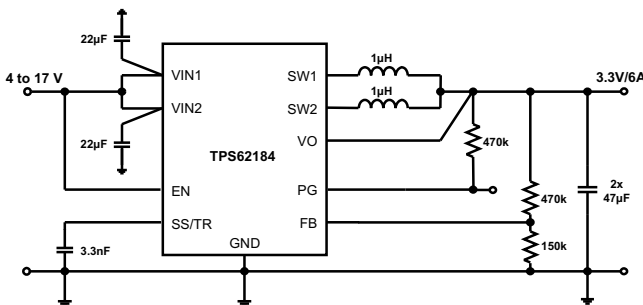 22µF
1µH
VIN1
SW1
4 to 17 V
3.3V/6A
1µH
VIN2
SW2
22µF
TPS62184
VO
470k
EN
PG
470k
2x
47µF
SS/TR
FB
3.3nF
GND
150k